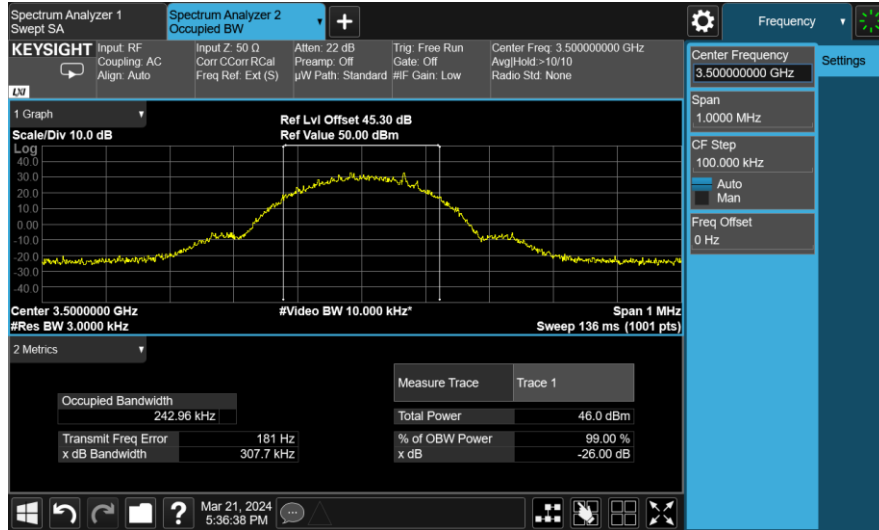 Spectrum Analyzer 1
Swept SA
Spectrum Analyzer 2
Occupied BW
+
Frequency
KEYSIGHT
LXI
Input: RF
Coupling: AC
Align: Auto
Input Z: 50 Ω
Corr CCorr RCal
Freq Ref: Ext (S)
Atten: 22 dB
Preamp: Off
µW Path: Standard
Trig: Free Run
Gate: Off
#IF Gain: Low
Center Freq: 3.500000000 GHz
Avg|Hold:>10/10
Radio Std: None
1 Graph
Scale/Div 10.0 dB
Ref Lvl Offset 45.30 dB
Ref Value 50.00 dBm
Log
40.0
30.0
20.0
10.0
0.00
-10.0
-20.0
-30.0
-40.0
Center 3.5000000 GHz
#Res BW 3.0000 kHz
#Video BW 10.000 kHz*
Span 1 MHz
Sweep 136 ms (1001 pts)
2 Metrics
Occupied Bandwidth
242.96 kHz
Transmit Freq Error 181 Hz
x dB Bandwidth 307.7 kHz
Measure Trace Trace 1
Total Power 46.0 dBm
% of OBW Power 99.00 %
x dB -26.00 dB
Center Frequency
3.500000000 GHz
Span
1.0000 MHz
CF Step
100.000 kHz
Auto
Man
Freq Offset
0 Hz
Settings
?
Mar 21, 2024
5:36:38 PM